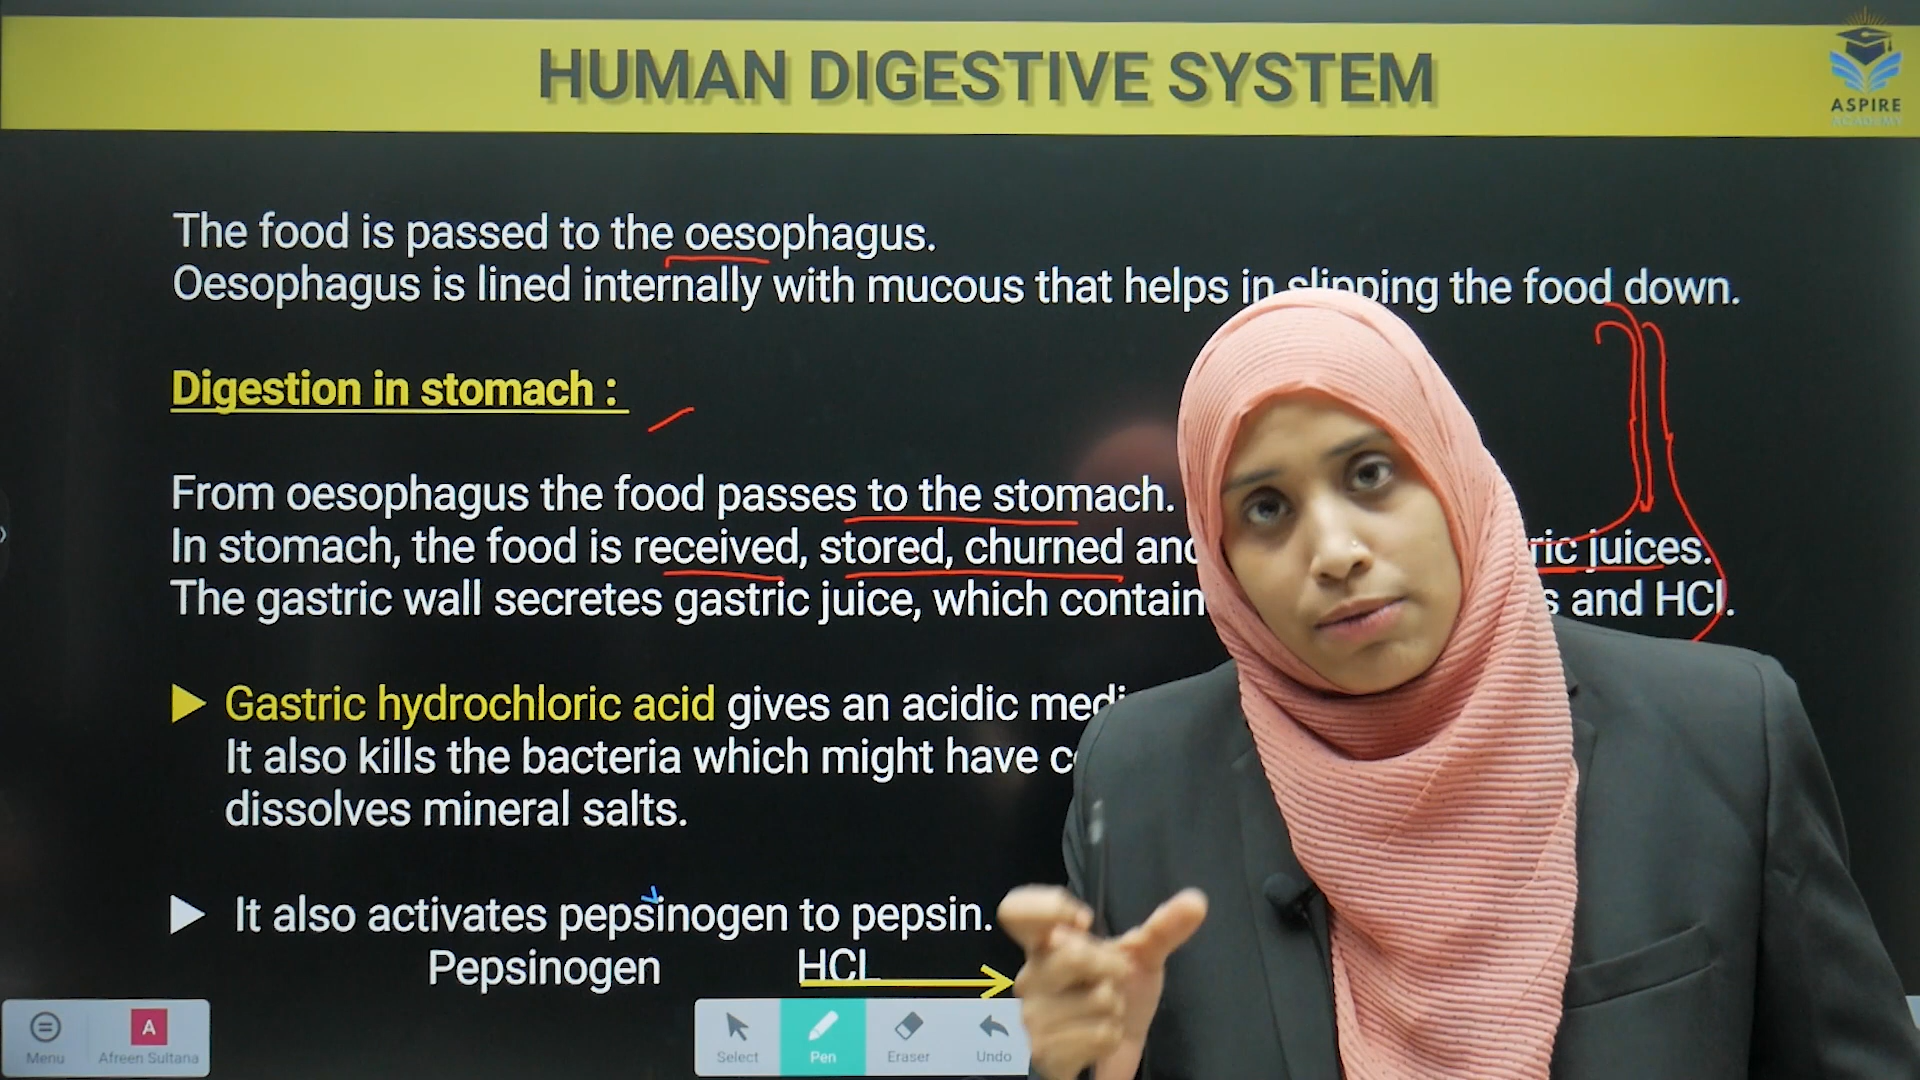 HUMAN DIGESTIVE SYSTEM
ASPIRE
ACADEMY
The food is passed to the oesophagus.
Oesophagus is lined internally with mucous that helps in slipping the food down.
Digestion in stomach :
From oesophagus the food passes to the stomach.
In stomach, the food is received, stored, churned and juices.
The gastric wall secretes gastric juice, which contain and HCl.
Gastric hydrochloric acid gives an acidic
It also kills the bacteria which might have
dissolves mineral salts.
It also activates pepsinogen to pepsin.
Pepsinogen HCL
Menu A Afreen Sultana Select Pen Eraser Undo